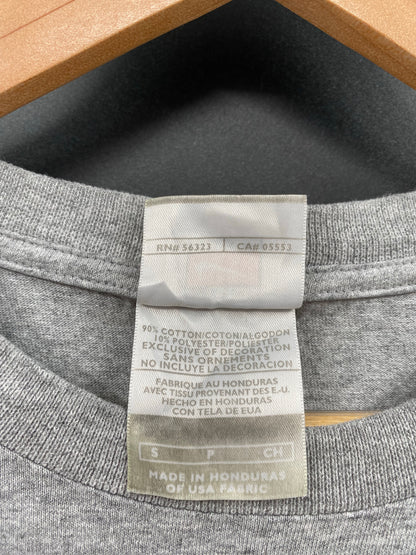 RN# 56323 CA# 05553
90% COTTON/COTON/ALGODON
10% POLYESTER/POLIESTER
EXCLUSIVE OF DECORATION
SANS ORNEMENTS
NO INCLUYE LA DECORACION
FABRIQUE AU HONDURAS
AVEC TISSU PROVENANT DES E.-U.
HECHO EN HONDURAS
CON TELA DE EUA
S P CH
MADE IN HONDURAS
OF USA FABRIC